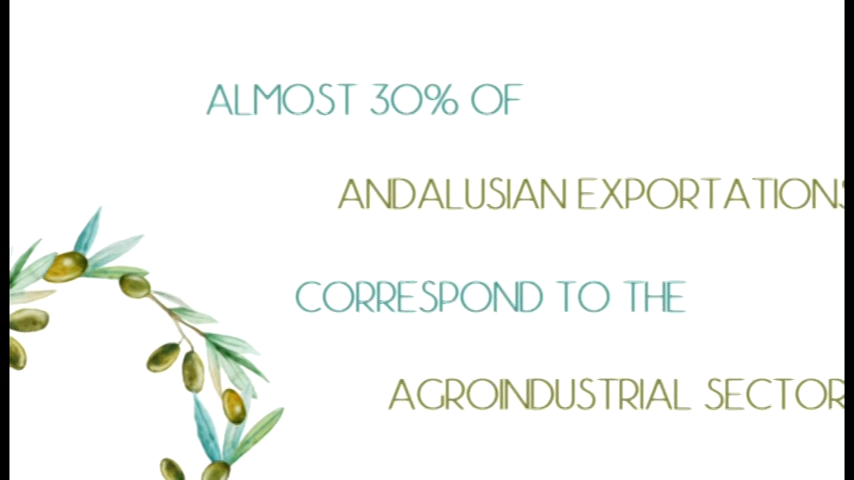 ALMOST 30% OF
ANDALUSIAN EXPORTATIONS
CORRESPOND TO THE
AGROINDUSTRIAL SECTOR